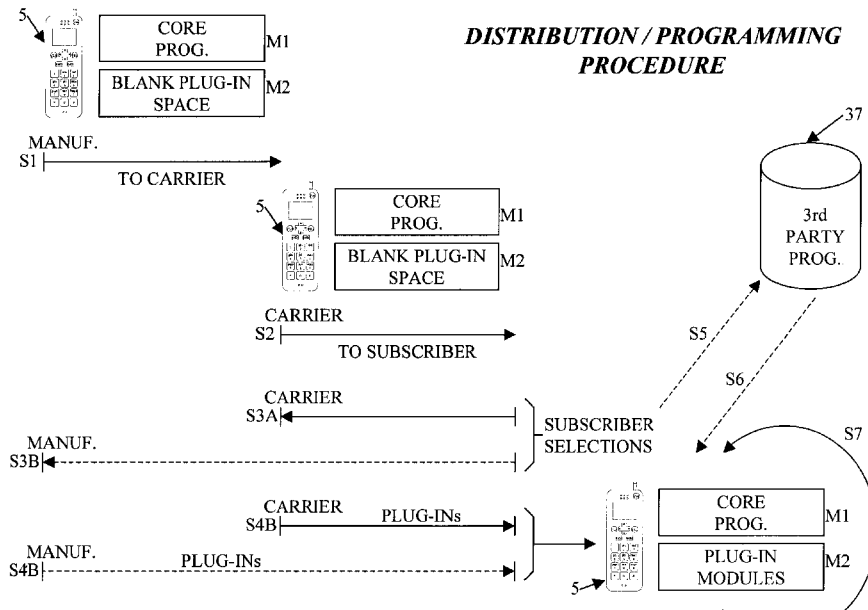 DISTRIBUTION / PROGRAMMING
PROCEDURE
5
CORE
PROG.
M1
BLANK PLUG-IN
SPACE
M2
MANUF.
S1
TO CARRIER
37
3rd
PARTY
PROG.
5
CORE
PROG.
M1
BLANK PLUG-IN
SPACE
M2
CARRIER
S2
TO SUBSCRIBER
S5
S6
CARRIER
S3A
SUBSCRIBER
SELECTIONS
S7
MANUF.
S3B
CARRIER
S4B
PLUG-INs
MANUF.
S4B
PLUG-INs
5
CORE
PROG.
M1
PLUG-IN
MODULES
M2